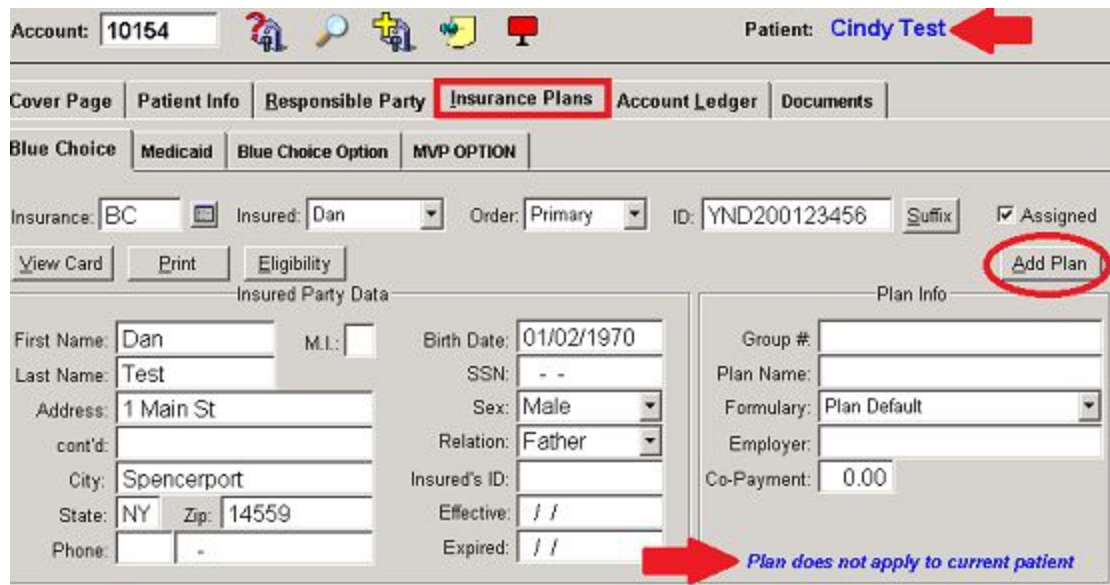 Account: 10154 Patient: Cindy Test
Cover Page Patient Info Responsible Party Insurance Plans Account Ledger Documents
Blue Choice Medicaid Blue Choice Option MVP OPTION
Insurance: BC Insured: Dan Order: Primary ID: YND200123456 Suffix Assigned
View Card Print Eligibility Add Plan
Insured Party Data Plan Info
First Name: Dan M.I.: Birth Date: 01/02/1970 Group #:
Last Name: Test SSN: - - Plan Name:
Address: 1 Main St Sex: Male Formulary: Plan Default
cont'd: Relation: Father Employer:
City: Spencerport Insured's ID: Co-Payment: 0.00
State: NY Zip: 14559 Effective: / /
Phone: - Expired: / / Plan does not apply to current patient